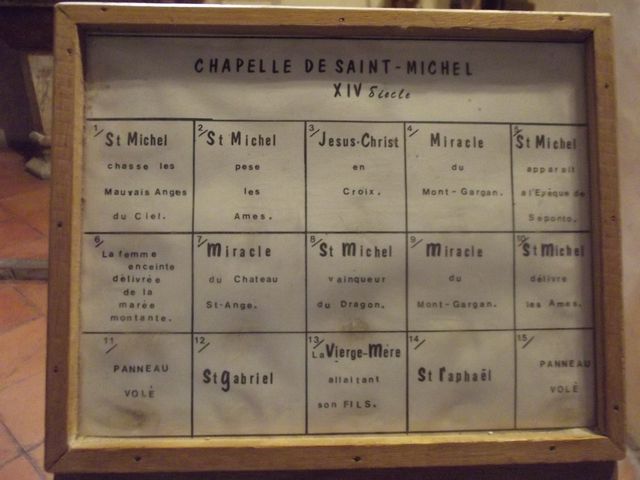 CHAPELLE DE SAINT-MICHEL
XIV Siecle
1/ St Michel
chasse les
Mauvais Anges
du Ciel.
2/ St Michel
pese
les
Ames.
3/ Jesus-Christ
en
Croix.
4/ Miracle
du
Mont-Gargan.
5/ St Michel
apparait
a l'Epêque de
Seponto.
6/ La femme
enceinte
délivrée
de la
marée
montante.
7/ Miracle
du Chateau
St-Ange.
8/ St Michel
vainqueur
du Dragon.
9/ Miracle
du
Mont-Gargan.
10/ St Michel
délivre
les Ames.
11/
PANNEAU
VOLÉ
12/
St Gabriel
13/
La Vierge-Mère
allaitant
son FILS.
14/
St Raphaël
15/
PANNEAU
VOLÉ